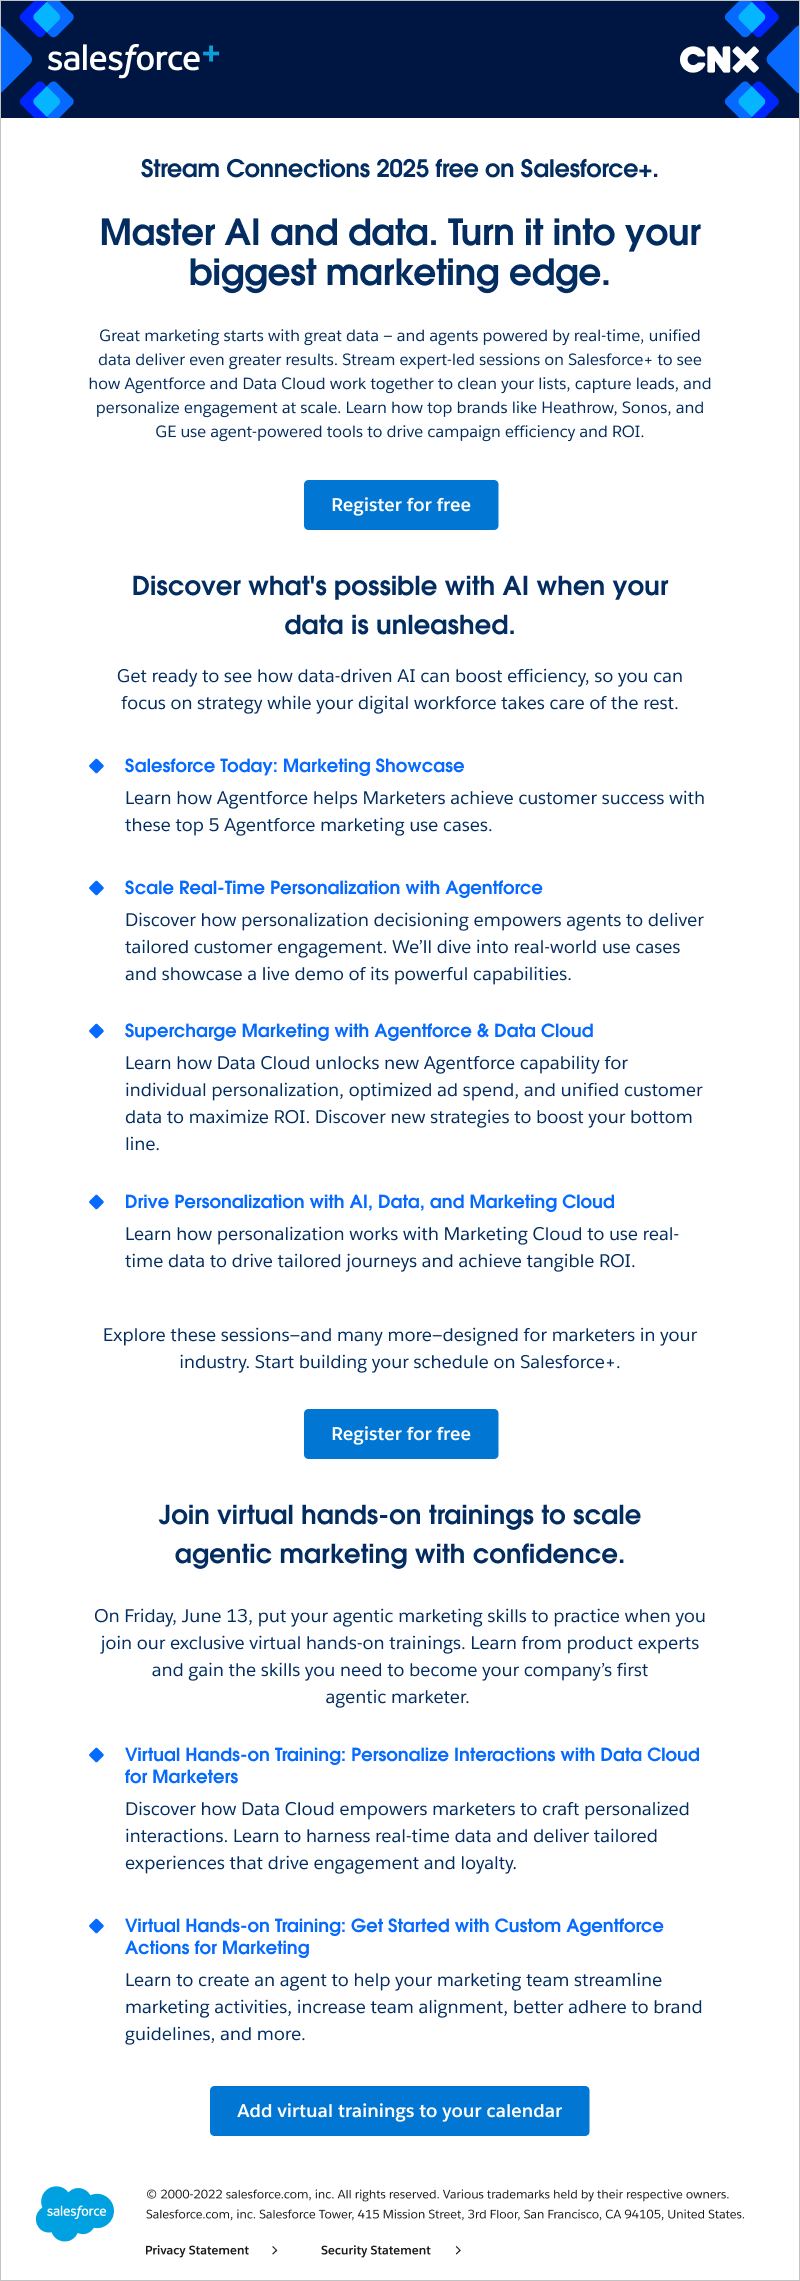 salesforce+
CNX
Stream Connections 2025 free on Salesforce+.
Master AI and data. Turn it into your
biggest marketing edge.
Great marketing starts with great data – and agents powered by real-time, unified
data deliver even greater results. Stream expert-led sessions on Salesforce+ to see
how Agentforce and Data Cloud work together to clean your lists, capture leads, and
personalize engagement at scale. Learn how top brands like Heathrow, Sonos, and
GE use agent-powered tools to drive campaign efficiency and ROI.
Register for free
Discover what's possible with AI when your
data is unleashed.
Get ready to see how data-driven AI can boost efficiency, so you can
focus on strategy while your digital workforce takes care of the rest.
Salesforce Today: Marketing Showcase
Learn how Agentforce helps Marketers achieve customer success with
these top 5 Agentforce marketing use cases.
Scale Real-Time Personalization with Agentforce
Discover how personalization decisioning empowers agents to deliver
tailored customer engagement. We’ll dive into real-world use cases
and showcase a live demo of its powerful capabilities.
Supercharge Marketing with Agentforce & Data Cloud
Learn how Data Cloud unlocks new Agentforce capability for
individual personalization, optimized ad spend, and unified customer
data to maximize ROI. Discover new strategies to boost your bottom
line.
Drive Personalization with AI, Data, and Marketing Cloud
Learn how personalization works with Marketing Cloud to use real-
time data to drive tailored journeys and achieve tangible ROI.
Explore these sessions—and many more—designed for marketers in your
industry. Start building your schedule on Salesforce+.
Register for free
Join virtual hands-on trainings to scale
agentic marketing with confidence.
On Friday, June 13, put your agentic marketing skills to practice when you
join our exclusive virtual hands-on trainings. Learn from product experts
and gain the skills you need to become your company’s first
agentic marketer.
Virtual Hands-on Training: Personalize Interactions with Data Cloud
for Marketers
Discover how Data Cloud empowers marketers to craft personalized
interactions. Learn to harness real-time data and deliver tailored
experiences that drive engagement and loyalty.
Virtual Hands-on Training: Get Started with Custom Agentforce
Actions for Marketing
Learn to create an agent to help your marketing team streamline
marketing activities, increase team alignment, better adhere to brand
guidelines, and more.
Add virtual trainings to your calendar
salesforce
© 2000-2022 salesforce.com, inc. All rights reserved. Various trademarks held by their respective owners.
Salesforce.com, inc. Salesforce Tower, 415 Mission Street, 3rd Floor, San Francisco, CA 94105, United States.
Privacy Statement > Security Statement >